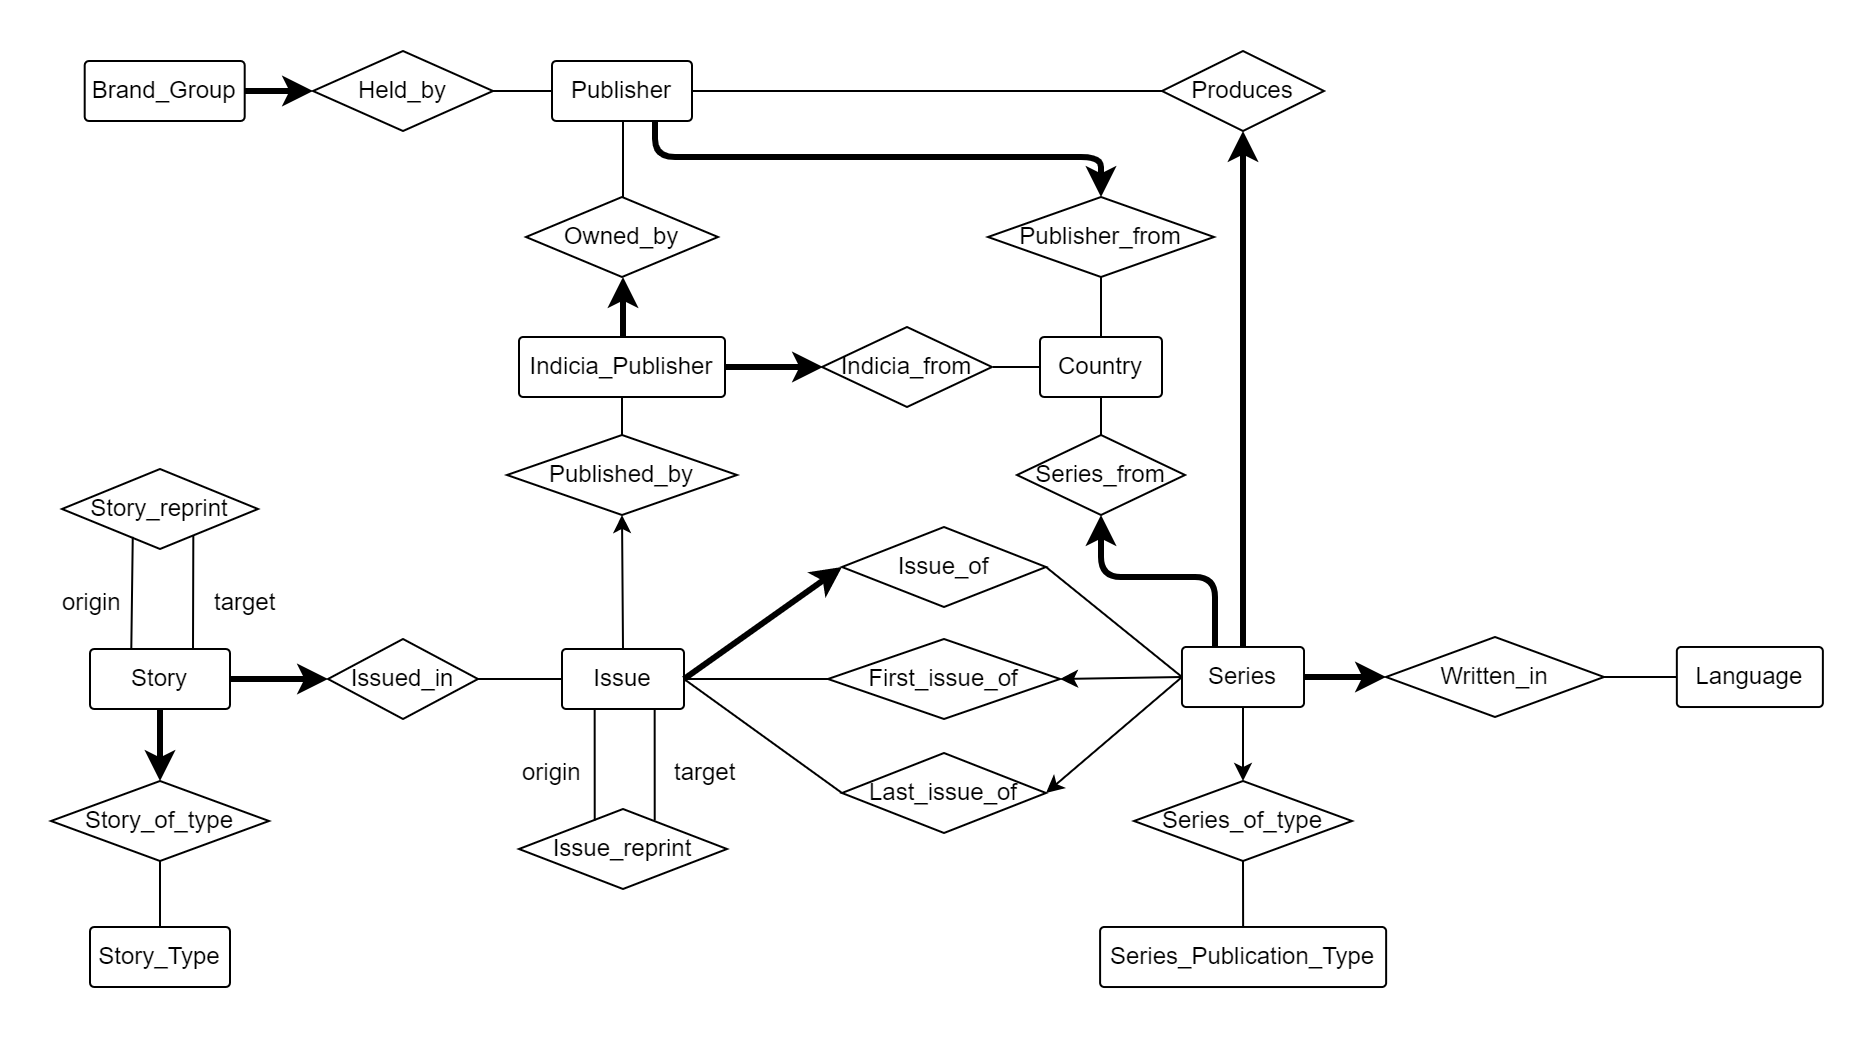 Brand_Group
Held_by
Publisher
Produces
Owned_by
Publisher_from
Indicia_Publisher
Indicia_from
Country
Published_by
Series_from
Story_reprint
origin
target
Issue_of
Story
Issued_in
Issue
First_issue_of
Series
Written_in
Language
origin
target
Last_issue_of
Story_of_type
Issue_reprint
Series_of_type
Story_Type
Series_Publication_Type